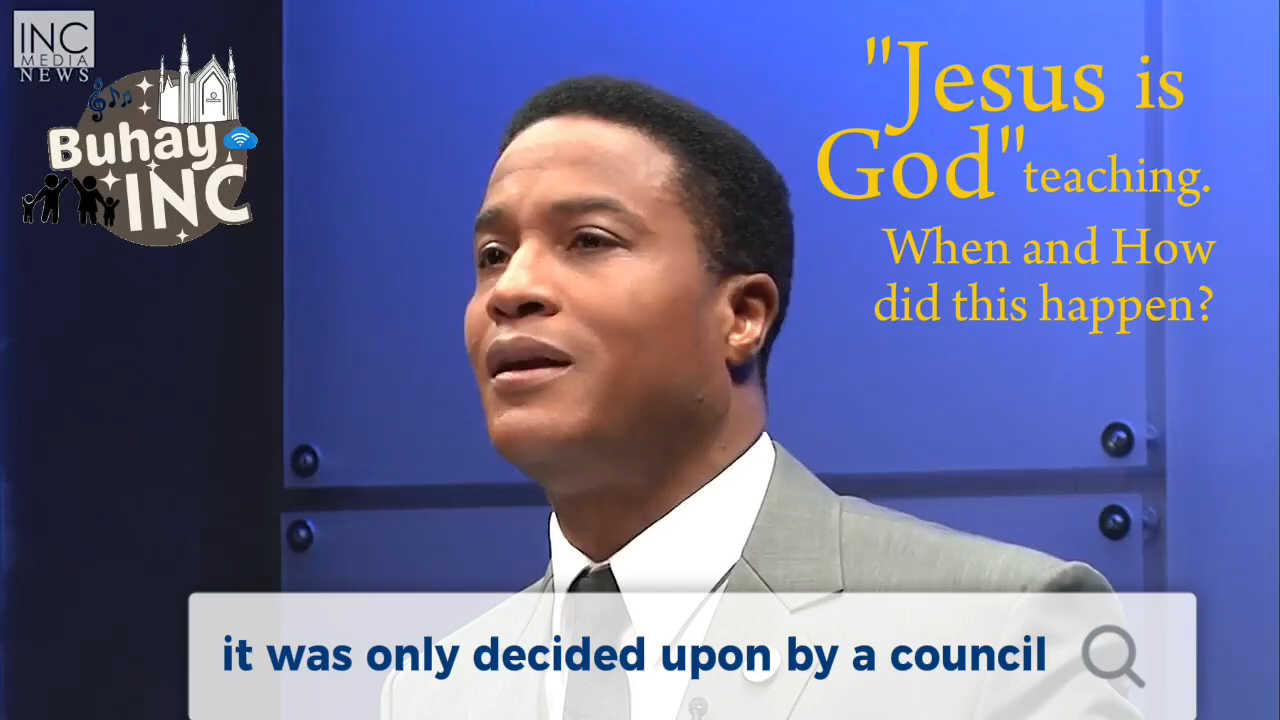 INC
MEDIA
NEWS
Buhay
INC
"Jesus is
God" teaching.
When and How
did this happen?
it was only decided upon by a council